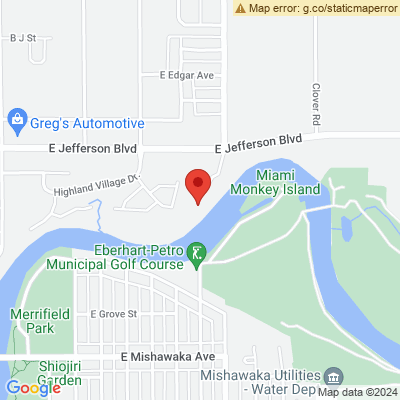 Map error: g.co/staticmaperror
B J St
E Edgar Ave
Clover Rd
Greg's Automotive
E Jefferson Blvd
E Jefferson Blvd
Highland Village Dr.
Miami
Monkey Island
Eberhart-Petro
Municipal Golf Course
Merrifield
Park
E Grove St
E Mishawaka Ave
Shiojiri
Garden
Mishawaka Utilities
- Water Dep
Google
Map data ©2024